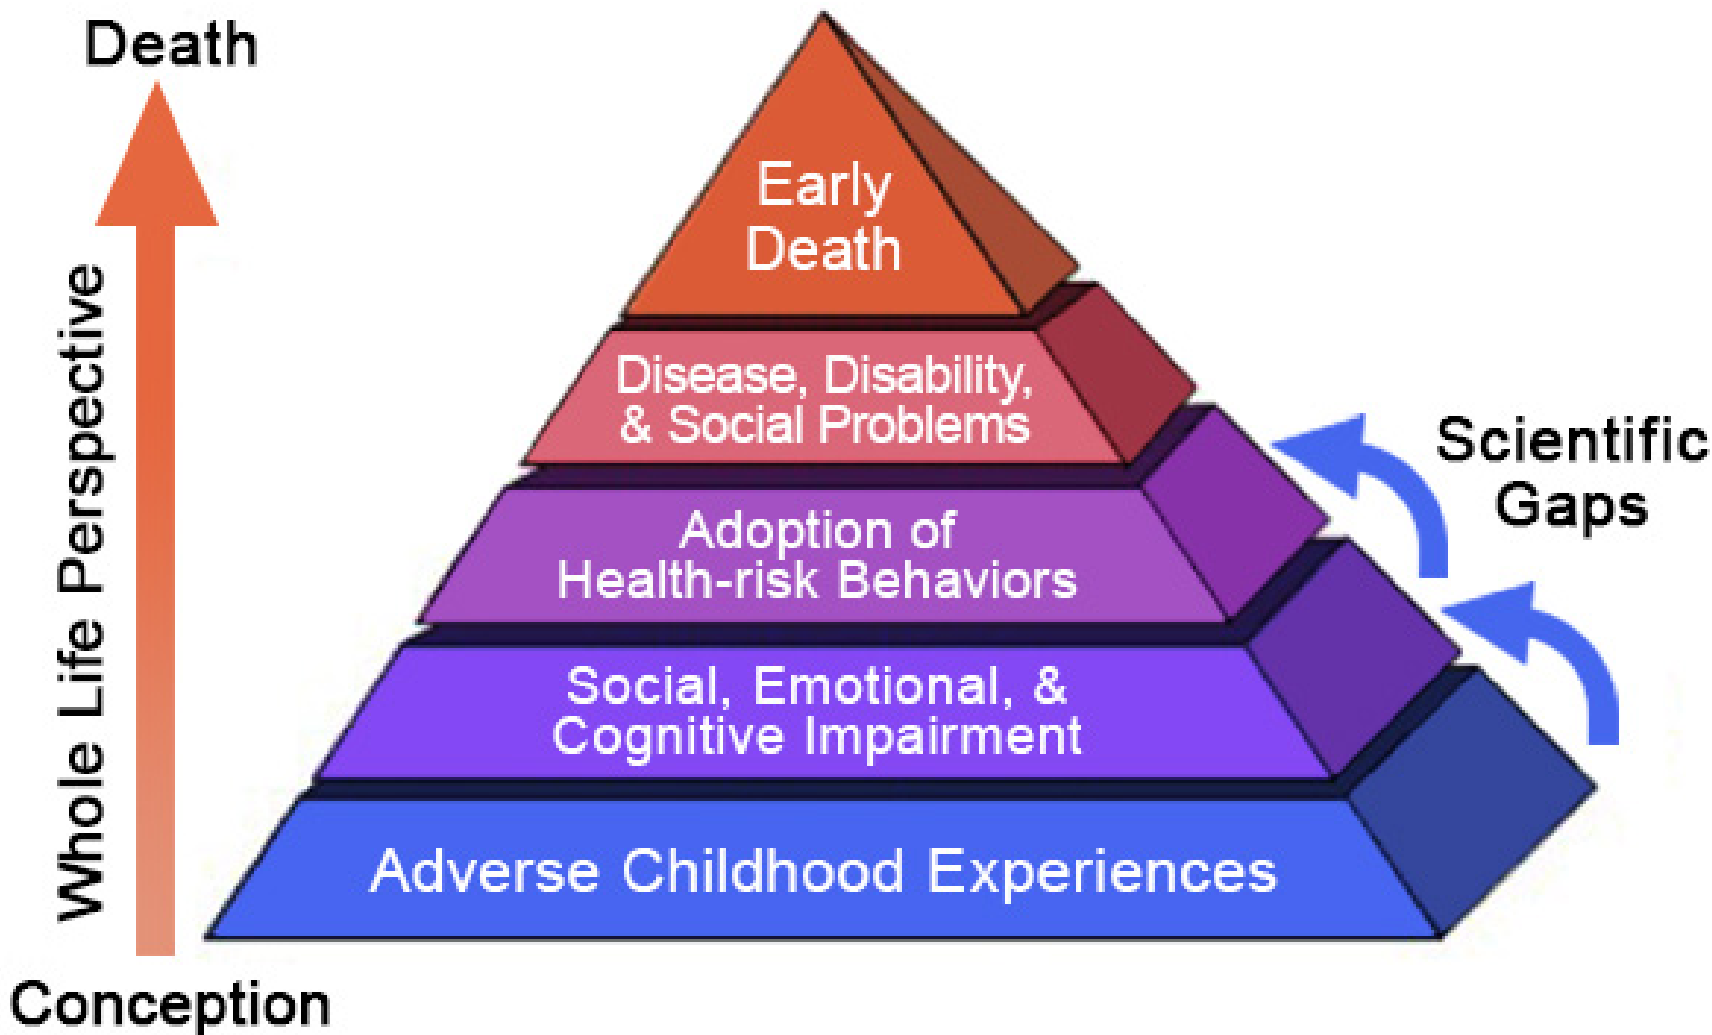 Death
Whole Life Perspective
Conception
Early
Death
Disease, Disability,
& Social Problems
Adoption of
Health-risk Behaviors
Social, Emotional, &
Cognitive Impairment
Adverse Childhood Experiences
Scientific
Gaps